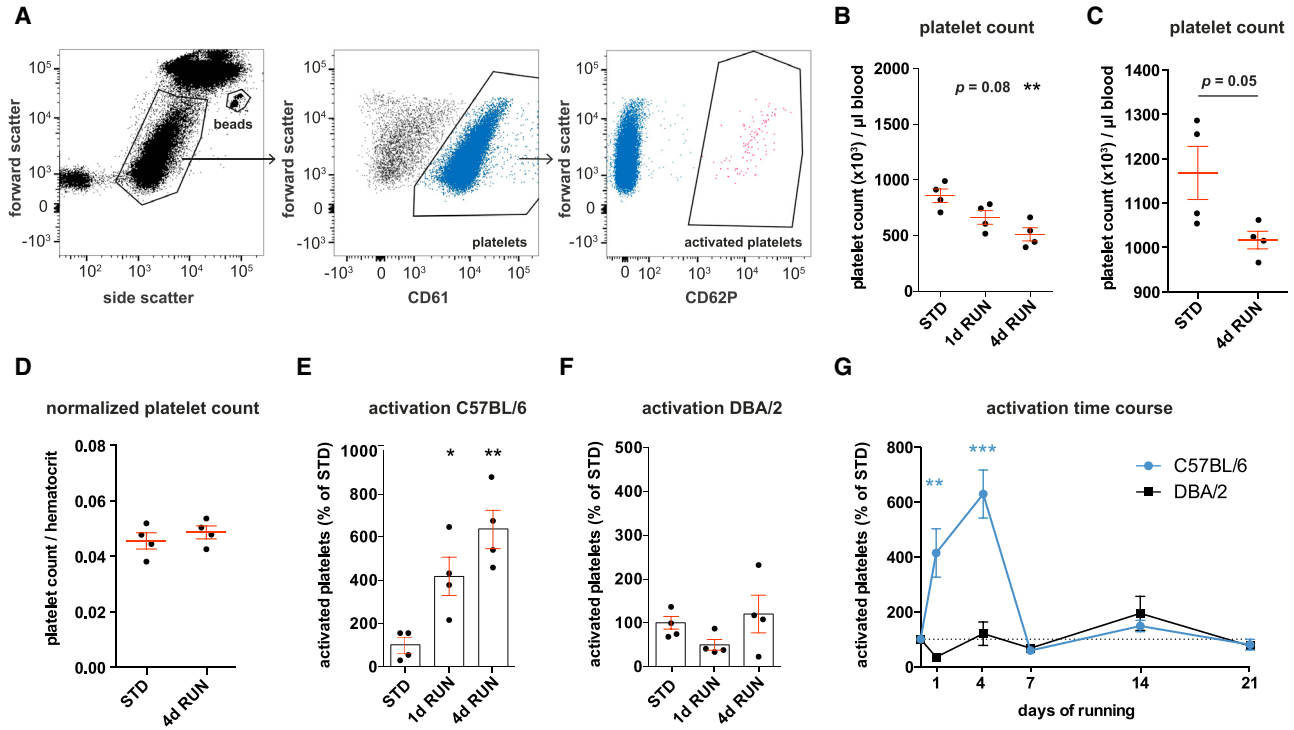 A
forward scatter
10^5
10^4
10^3
0
-10^3
beads
10^2
10^3
10^4
10^5
side scatter
forward scatter
10^5
10^4
10^3
0
-10^3
platelets
-10^3
0
10^3
10^4
10^5
CD61
forward scatter
10^5
10^4
10^3
0
-10^3
activated platelets
0
10^2
10^3
10^4
10^5
CD62P
B
platelet count
platelet count (x10^3) / µl blood
2000
1500
1000
500
0
p = 0.08
**
STD
1d RUN
4d RUN
C
platelet count
platelet count (x10^3) / µl blood
1400
1300
1200
1100
1000
900
p = 0.05
STD
4d RUN
D
normalized platelet count
platelet count / hematocrit
0.08
0.06
0.04
0.02
0.00
STD
4d RUN
E
activation C57BL/6
activated platelets (% of STD)
1000
800
600
400
200
0
*
**
STD
1d RUN
4d RUN
F
activation DBA/2
activated platelets (% of STD)
500
400
300
200
100
0
STD
1d RUN
4d RUN
G
activation time course
activated platelets (% of STD)
800
600
400
200
0
**
***
C57BL/6
DBA/2
1
4
7
14
21
days of running